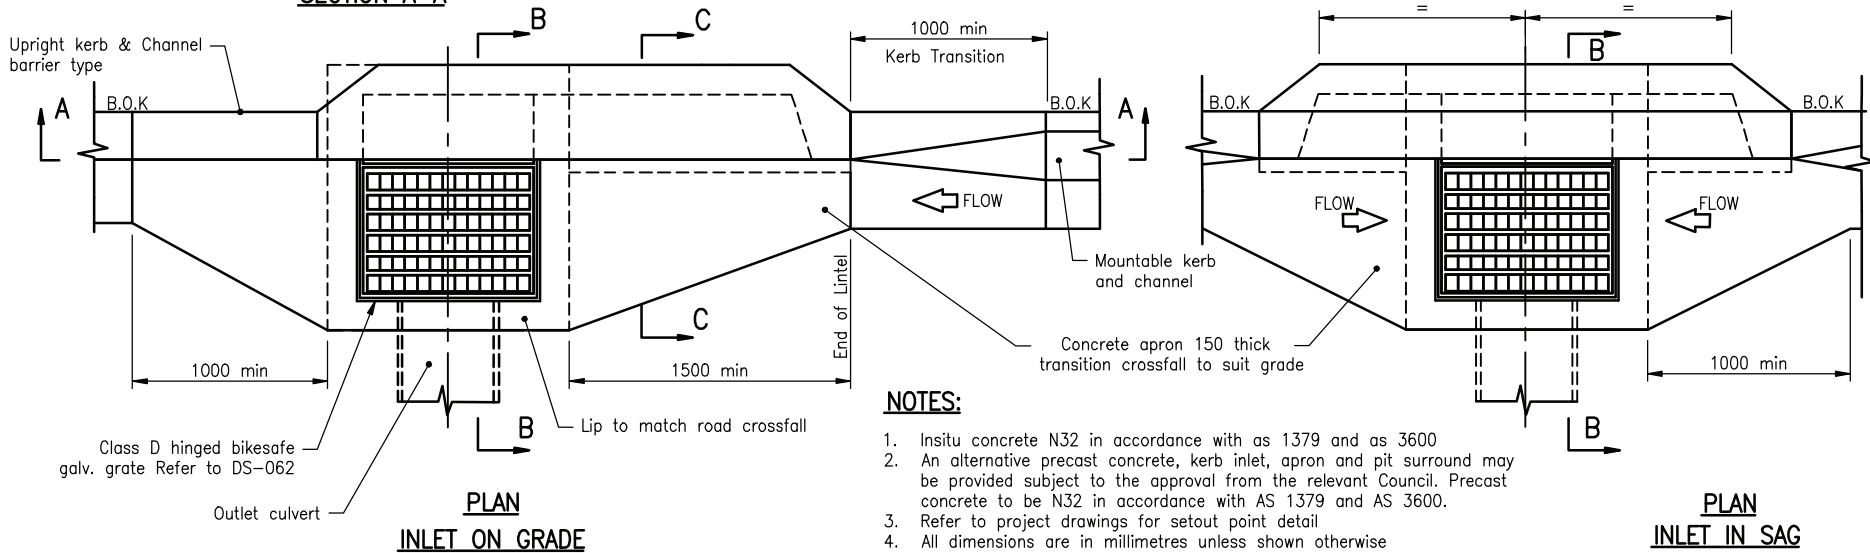 SECTION A-A
B
C
1000 min
Kerb Transition
=
=
B
Upright kerb & Channel
barrier type
A
B.O.K
B.O.K
A
B.O.K
B.O.K
FLOW
FLOW
FLOW
Mountable kerb
and channel
End of Lintel
C
1000 min
1500 min
Concrete apron 150 thick
transition crossfall to suit grade
1000 min
B
Lip to match road crossfall
B
Class D hinged bikesafe
galv. grate Refer to DS-062
Outlet culvert
PLAN
INLET ON GRADE
NOTES:
1. Insitu concrete N32 in accordance with as 1379 and as 3600
2. An alternative precast concrete, kerb inlet, apron and pit surround may
be provided subject to the approval from the relevant Council. Precast
concrete to be N32 in accordance with AS 1379 and AS 3600.
3. Refer to project drawings for setout point detail
4. All dimensions are in millimetres unless shown otherwise
PLAN
INLET IN SAG